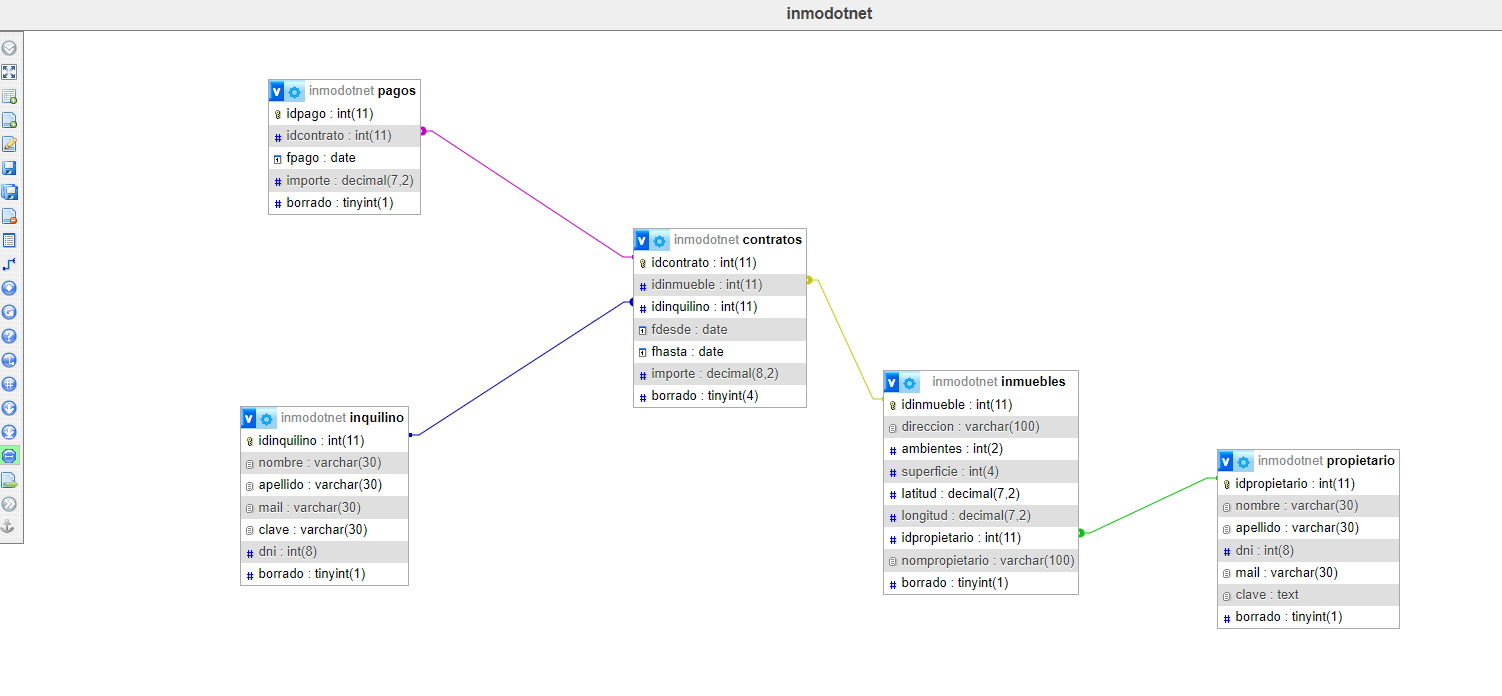 inmodotnet
v inmodotnet pagos
idpago : int(11)
# idcontrato : int(11)
fpago : date
# importe : decimal(7,2)
# borrado : tinyint(1)
v inmodotnet contratos
idcontrato : int(11)
# idinmueble : int(11)
# idinquilino : int(11)
fdesde : date
fhasta : date
# importe : decimal(8,2)
# borrado : tinyint(4)
v inmodotnet inmuebles
idinmueble : int(11)
direccion : varchar(100)
# ambientes : int(2)
# superficie : int(4)
# latitud : decimal(7,2)
# longitud : decimal(7,2)
# idpropietario : int(11)
nompropietario : varchar(100)
# borrado : tinyint(1)
v inmodotnet inquilino
idinquilino : int(11)
nombre : varchar(30)
apellido : varchar(30)
mail : varchar(30)
clave : varchar(30)
# dni : int(8)
# borrado : tinyint(1)
v inmodotnet propietario
idpropietario : int(11)
nombre : varchar(30)
apellido : varchar(30)
# dni : int(8)
mail : varchar(30)
clave : text
# borrado : tinyint(1)